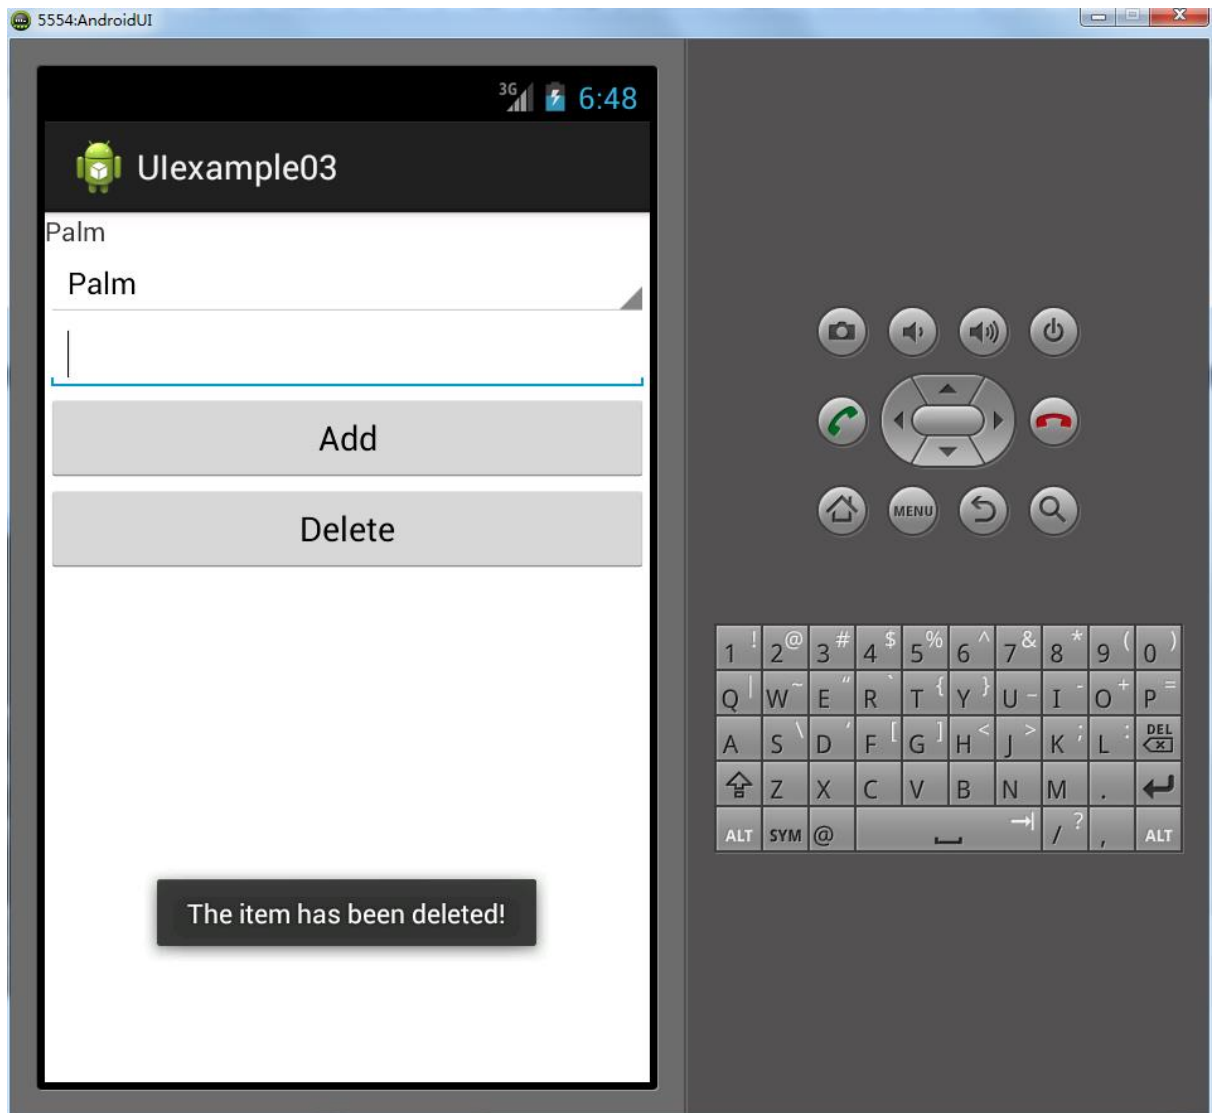 5554:AndroidUI
3G 6:48
UIexample03
Palm
Palm
Add
Delete
The item has been deleted!
MENU
1 ! 2 @ 3 # 4 $ 5 % 6 ^ 7 & 8 * 9 ( 0 )
Q | W ~ E “ R ` T { Y } U _ I - O + P =
A S \ D ‘ F [ G ] H < J > K ; L : DEL
Z X C V B N M .
ALT SYM @ / ? , ALT